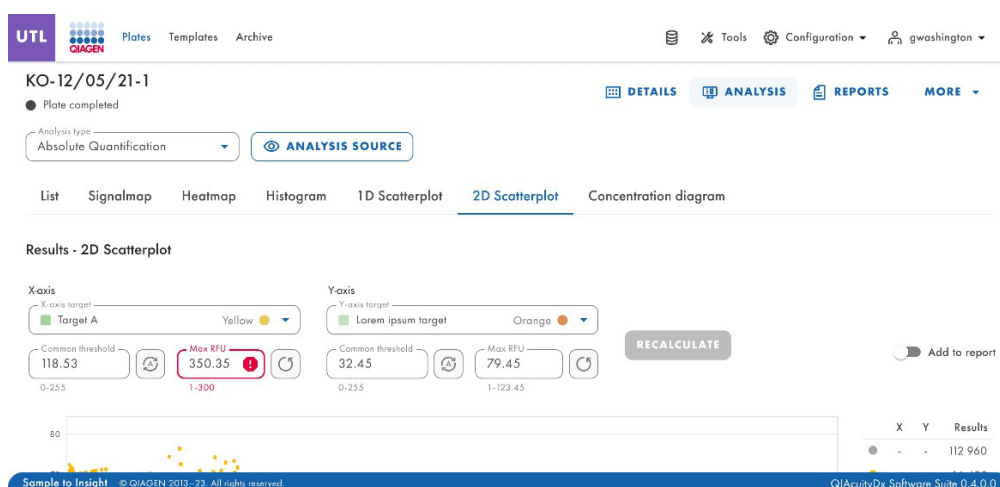 UTL QIAGEN Plates Templates Archive Tools Configuration gwashington
KO-12/05/21-1
Plate completed
DETAILS ANALYSIS REPORTS MORE
Analysis type
Absolute Quantification
ANALYSIS SOURCE
List Signalmap Heatmap Histogram 1D Scatterplot 2D Scatterplot Concentration diagram
Results - 2D Scatterplot
X-axis Y-axis
X-axis target Y-axis target
Target A Yellow Lorem ipsum target Orange
RECALCULATE
Common threshold Max RFU Common threshold Max RFU
118.53 A 350.35 ! 32.45 A 79.45
Add to report
0-255 1-300 0-255 1-123.45
X Y Results
80
- - 112 960
Sample to Insight © QIAGEN 2013–23. All rights reserved. QIAcuityDx Software Suite 0.4.0.0